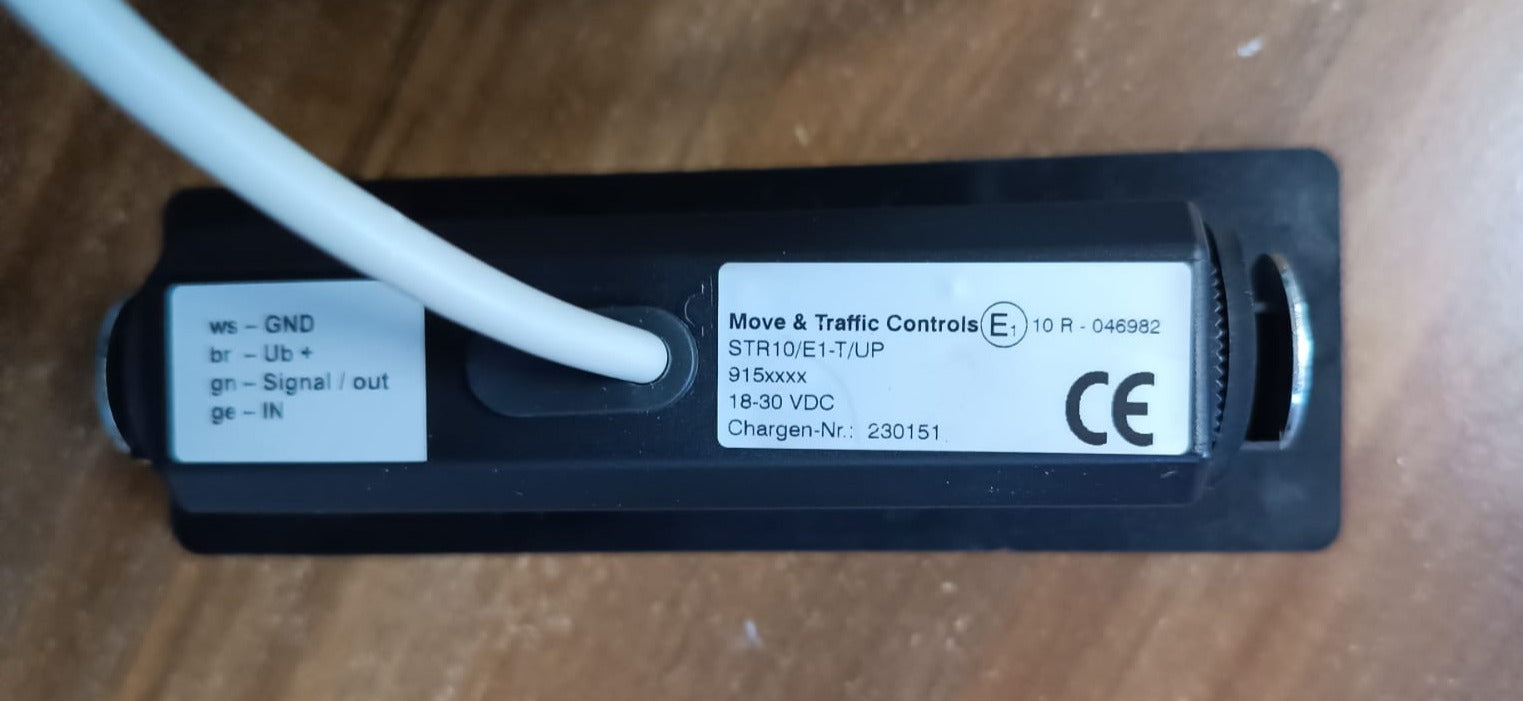 ws – GND
br – Ub +
gn – Signal / out
ge – IN
Move & Traffic Controls E1 10 R - 046982
STR10/E1-T/UP
915xxxx
18-30 VDC
Chargen-Nr.: 230151
CE